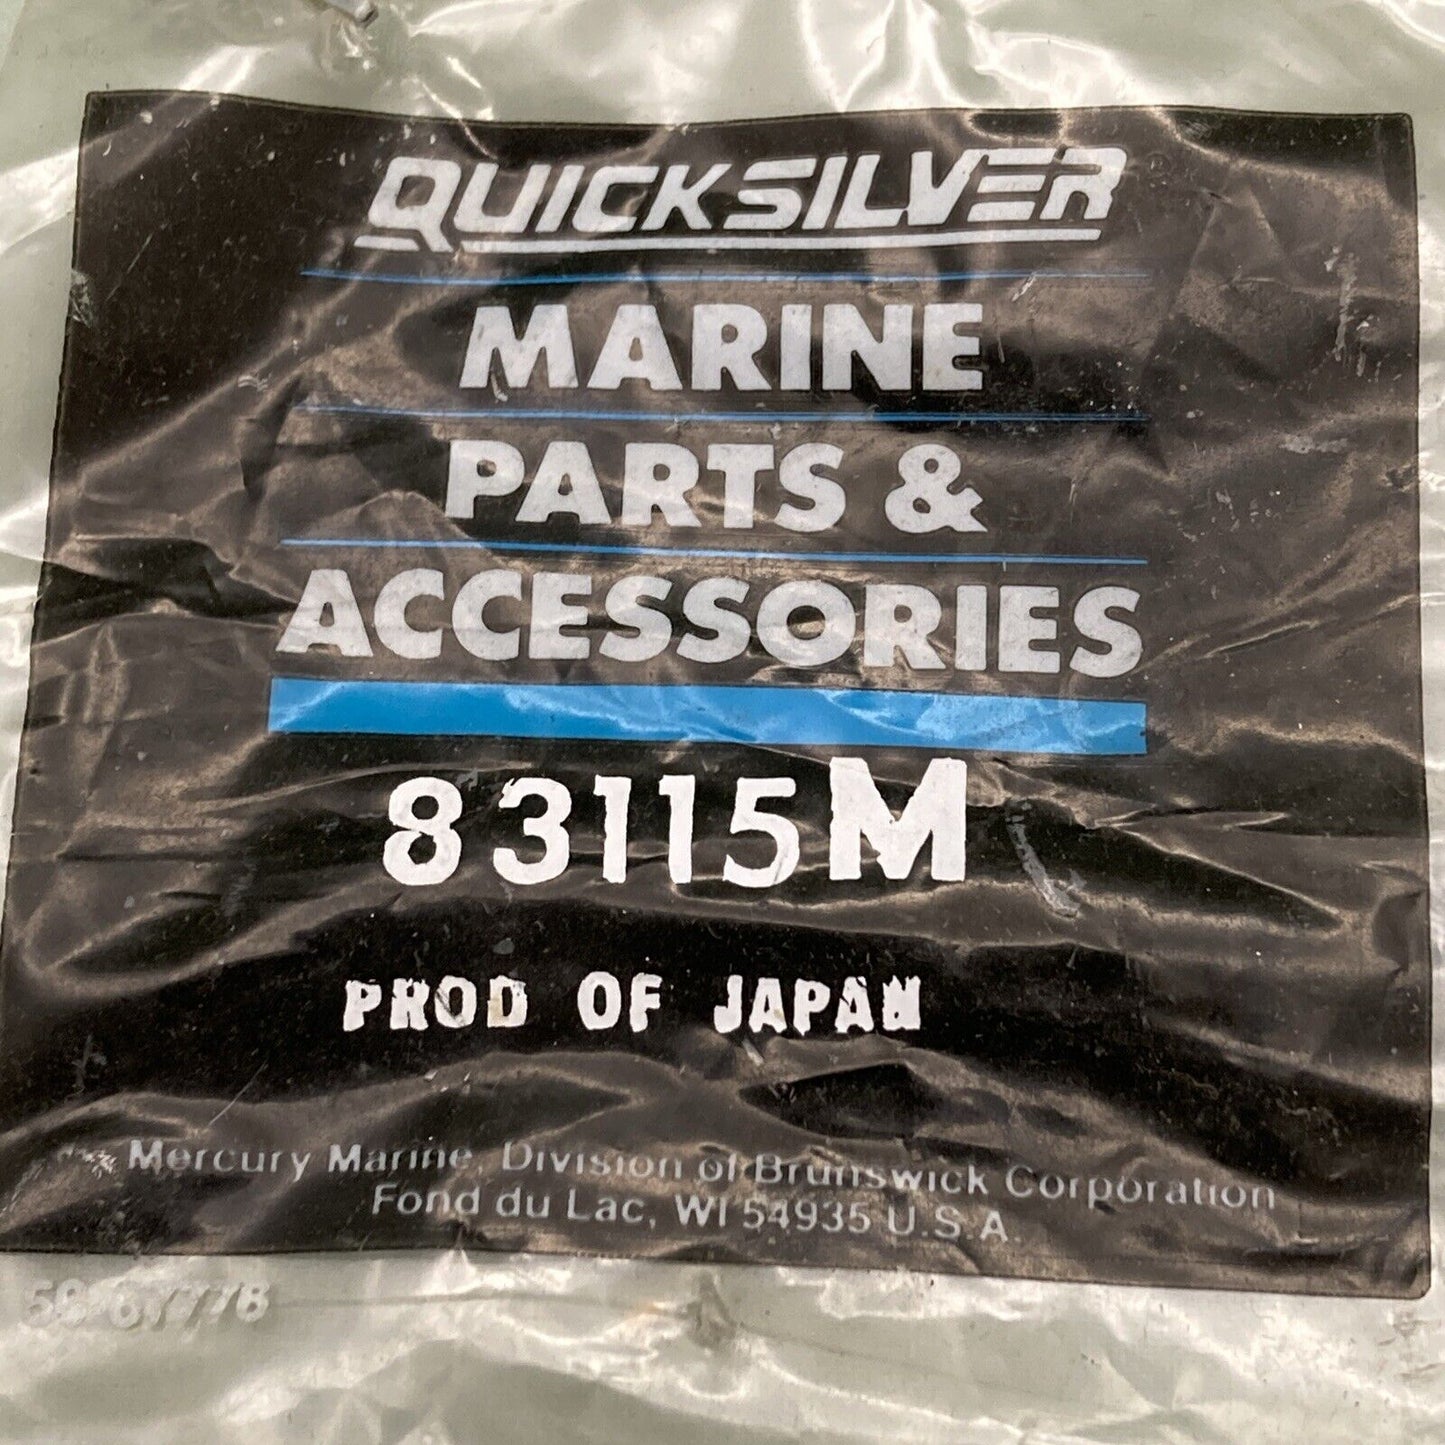 QUICKSILVER
MARINE
PARTS &
ACCESSORIES
83115M
PROD OF JAPAN
Mercury Marine, Division of Brunswick Corporation
Fond du Lac, WI 54935 U.S.A.